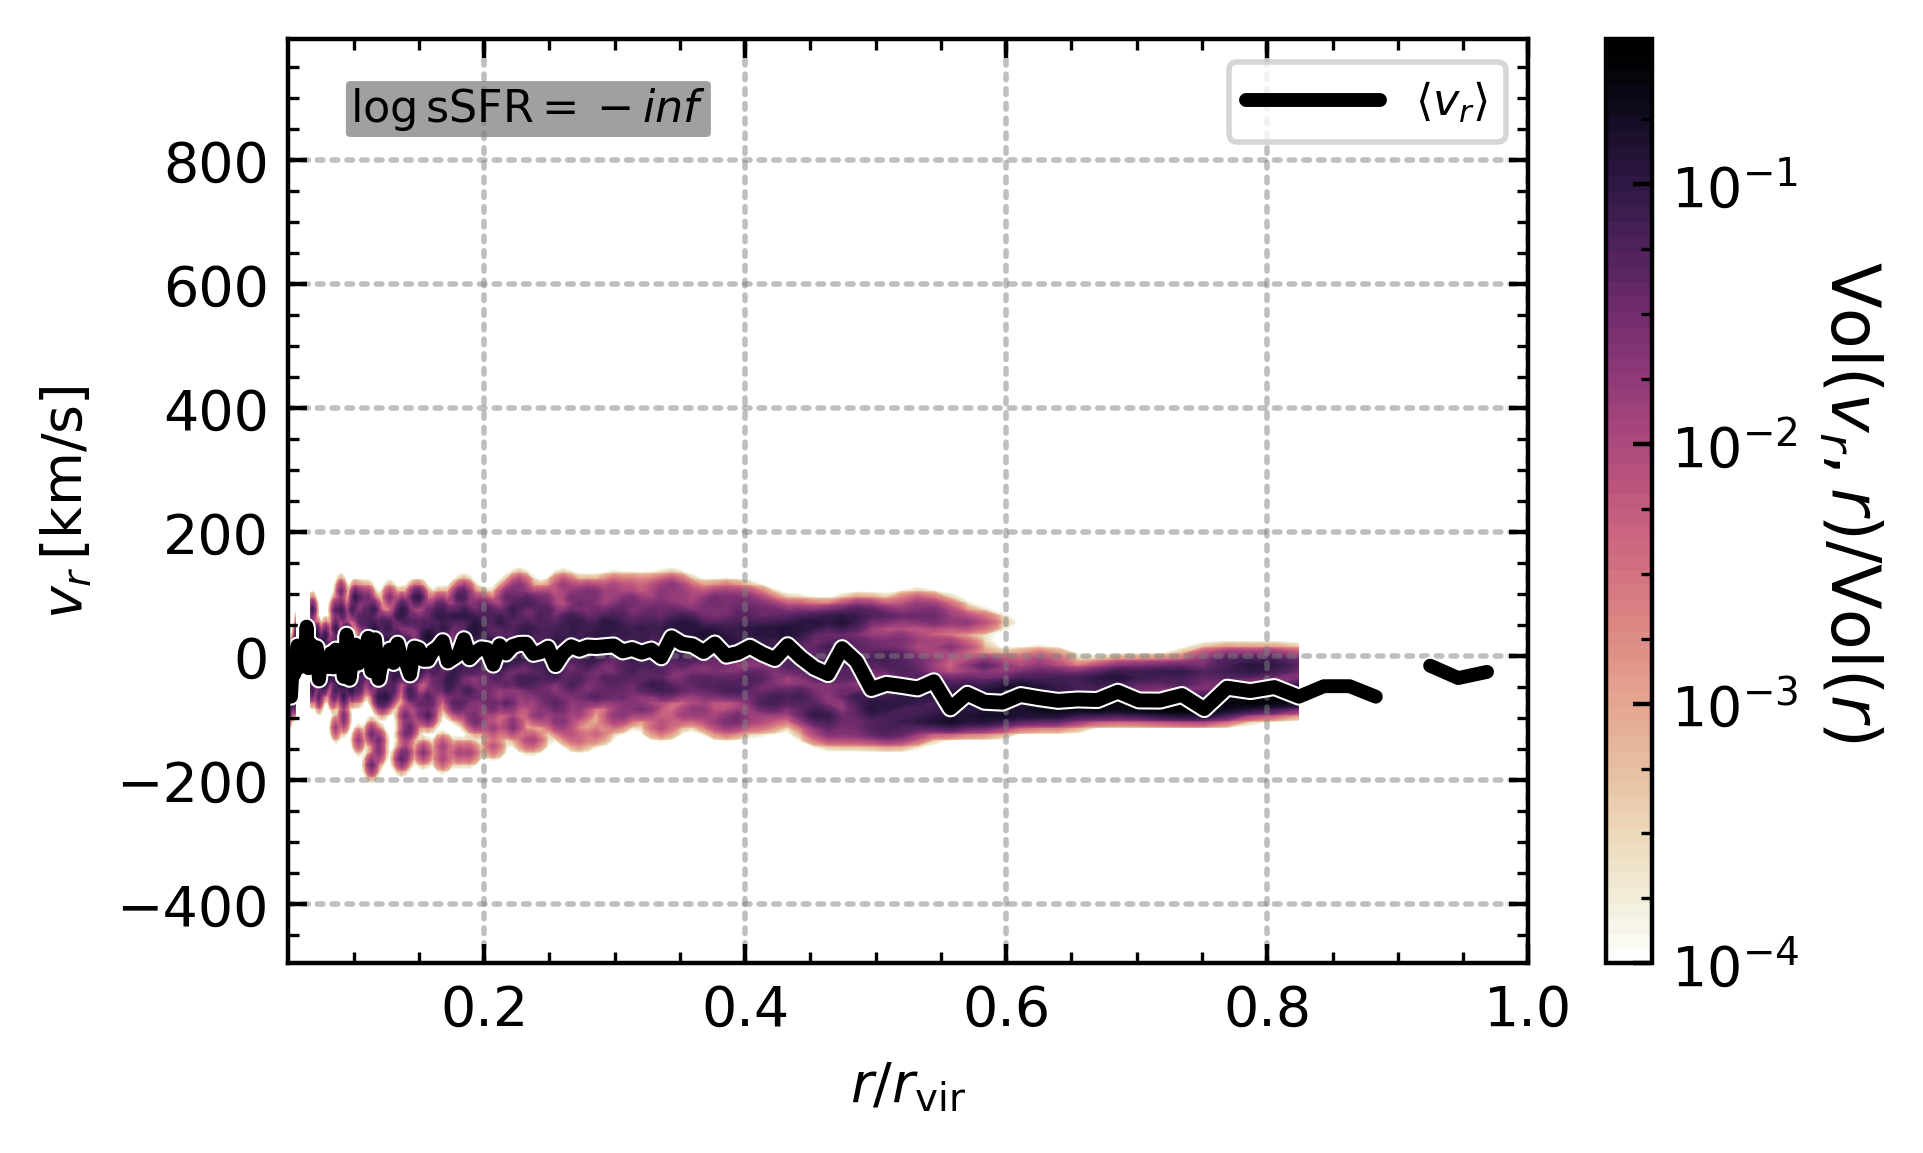 log sSFR = −inf
⟨v_r⟩
800
600
400
200
0
−200
−400
v_r [km/s]
0.2 0.4 0.6 0.8 1.0
r/r_vir
10⁻¹
10⁻²
10⁻³
10⁻⁴
Vol(v_r, r)/Vol(r)